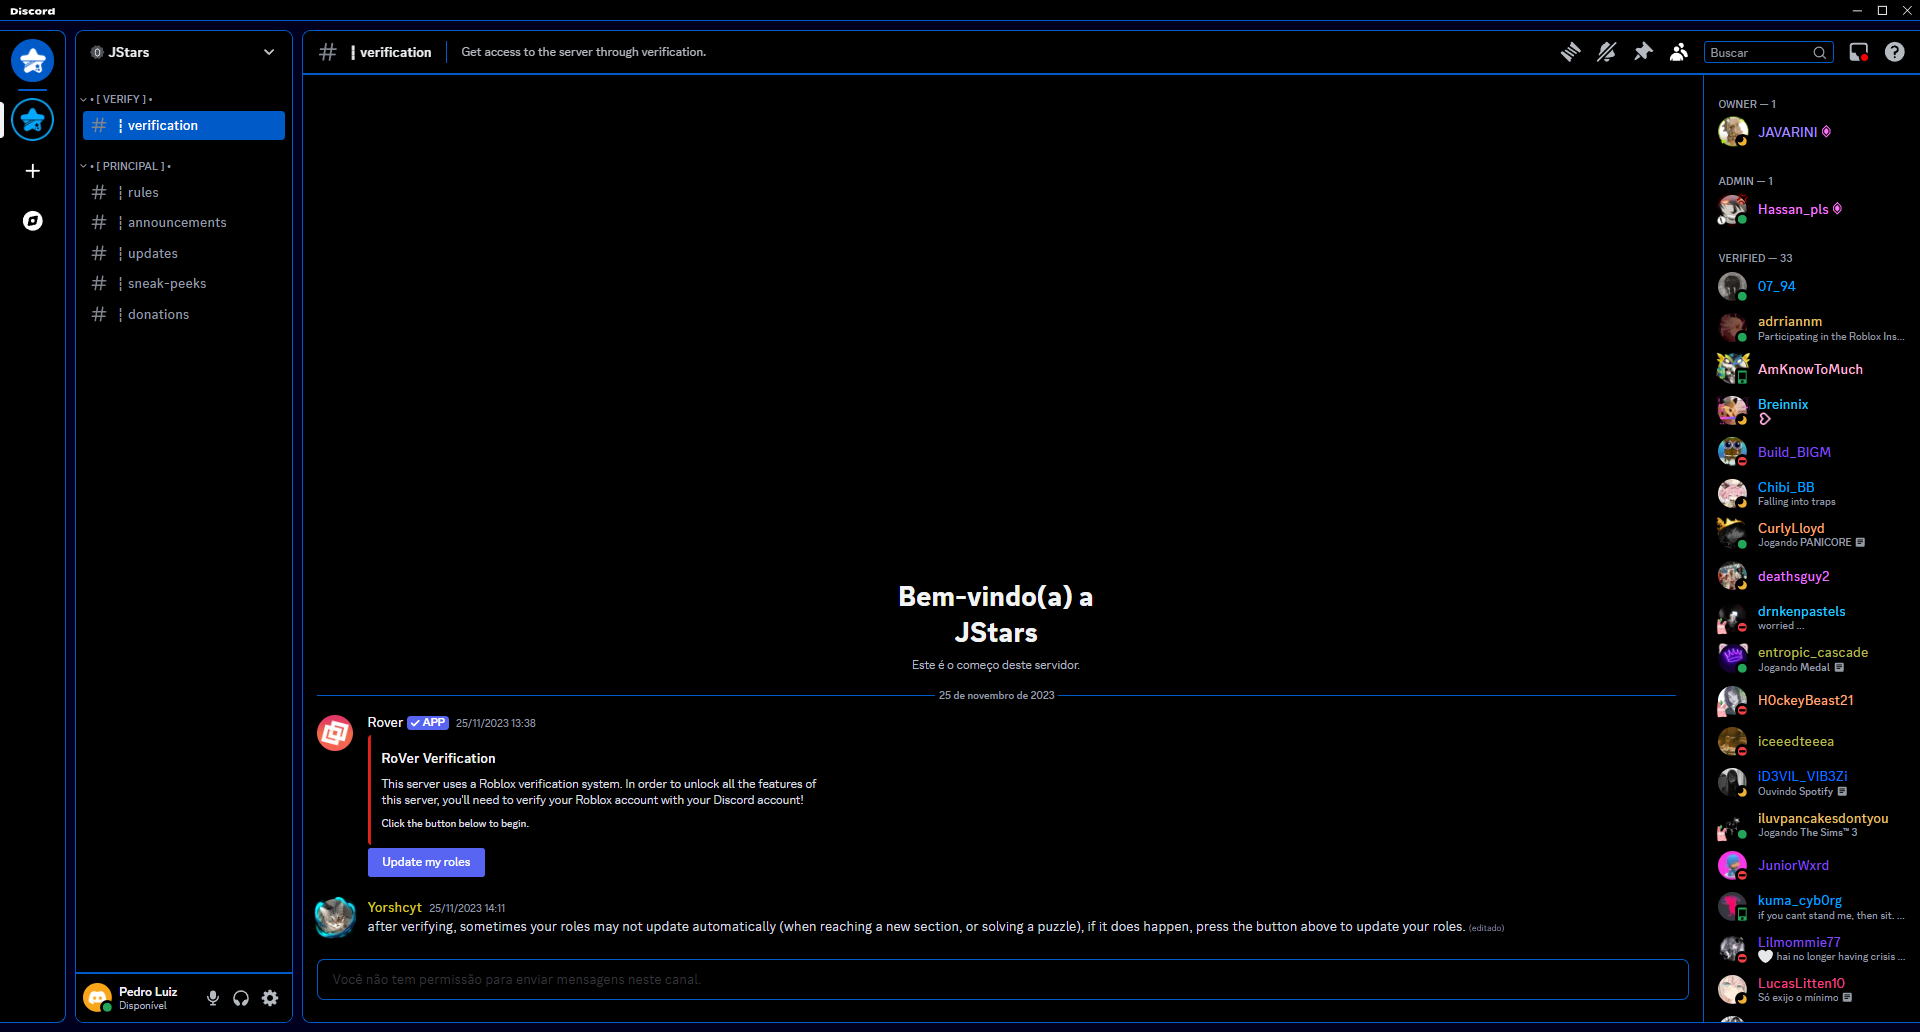 Discord
JStars
• [ VERIFY ] •
┇ verification
• [ PRINCIPAL ] •
┇ rules
┇ announcements
┇ updates
┇ sneak-peeks
┇ donations
Pedro Luiz
Disponível
┇ verification
Get access to the server through verification.
Buscar
Bem-vindo(a) a
JStars
Este é o começo deste servidor.
25 de novembro de 2023
Rover APP 25/11/2023 13:38
RoVer Verification
This server uses a Roblox verification system. In order to unlock all the features of
this server, you'll need to verify your Roblox account with your Discord account!
Click the button below to begin.
Update my roles
Yorshcyt 25/11/2023 14:11
after verifying, sometimes your roles may not update automatically (when reaching a new section, or solving a puzzle), if it does happen, press the button above to update your roles. (editado)
Você não tem permissão para enviar mensagens neste canal.
OWNER — 1
JAVARINI
ADMIN — 1
Hassan_pls
VERIFIED — 33
07_94
adrriannm
Participating in the Roblox Ins...
AmKnowToMuch
Breinnix
Build_BIGM
Chibi_BB
Falling into traps
CurlyLloyd
Jogando PANICORE
deathsguy2
drnkenpastels
worried ...
entropic_cascade
Jogando Medal
H0ckeyBeast21
iceeedteeea
iD3VIL_VIB3Zi
Ouvindo Spotify
iluvpancakesdontyou
Jogando The Sims™ 3
JuniorWxrd
kuma_cyb0rg
if you cant stand me, then sit. ...
Lilmommie77
🤍 hai no longer having crisis ...
LucasLitten10
Só exijo o mínimo